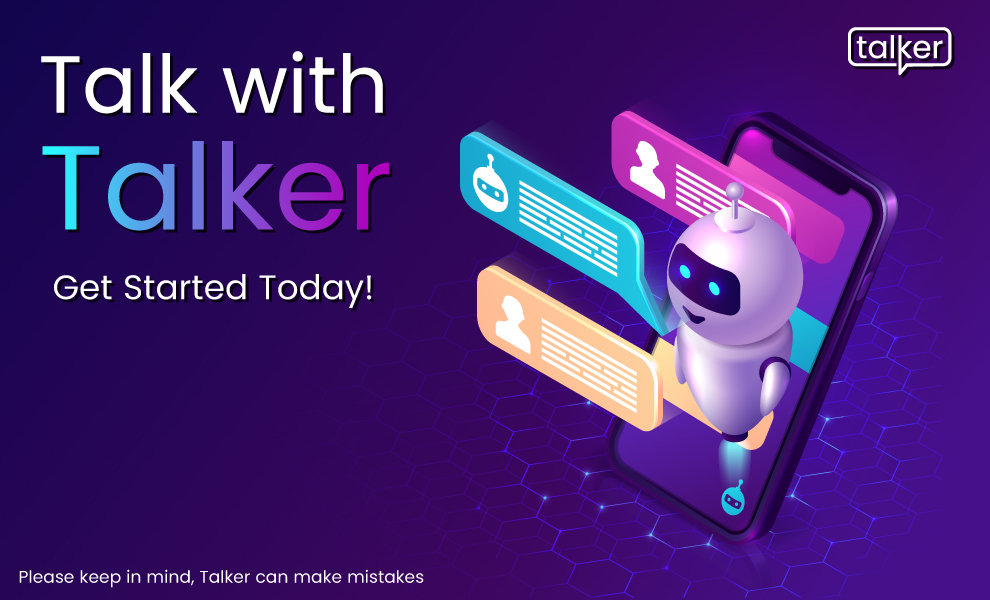 Talk with
talker
Talker
Get Started Today!
Please keep in mind, Talker can make mistakes